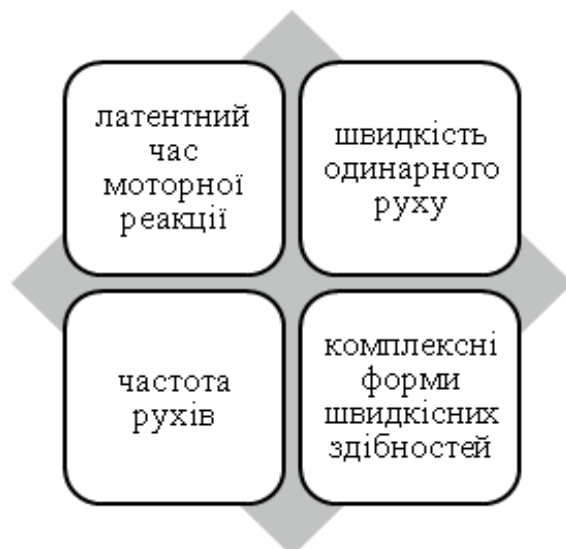 латентний
час
моторної
реакції
швидкість
одинарного
руху
частота
рухів
комплексні
форми
швидкісних
здібностей